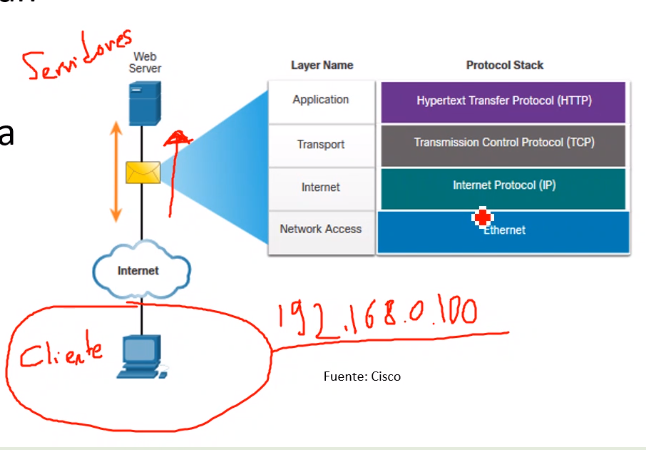 Servidores
Web
Server
Layer Name
Protocol Stack
Application
Hypertext Transfer Protocol (HTTP)
a
Transport
Transmission Control Protocol (TCP)
Internet
Internet Protocol (IP)
Network Access
Ethernet
Internet
192.168.0.100
Cliente
Fuente: Cisco